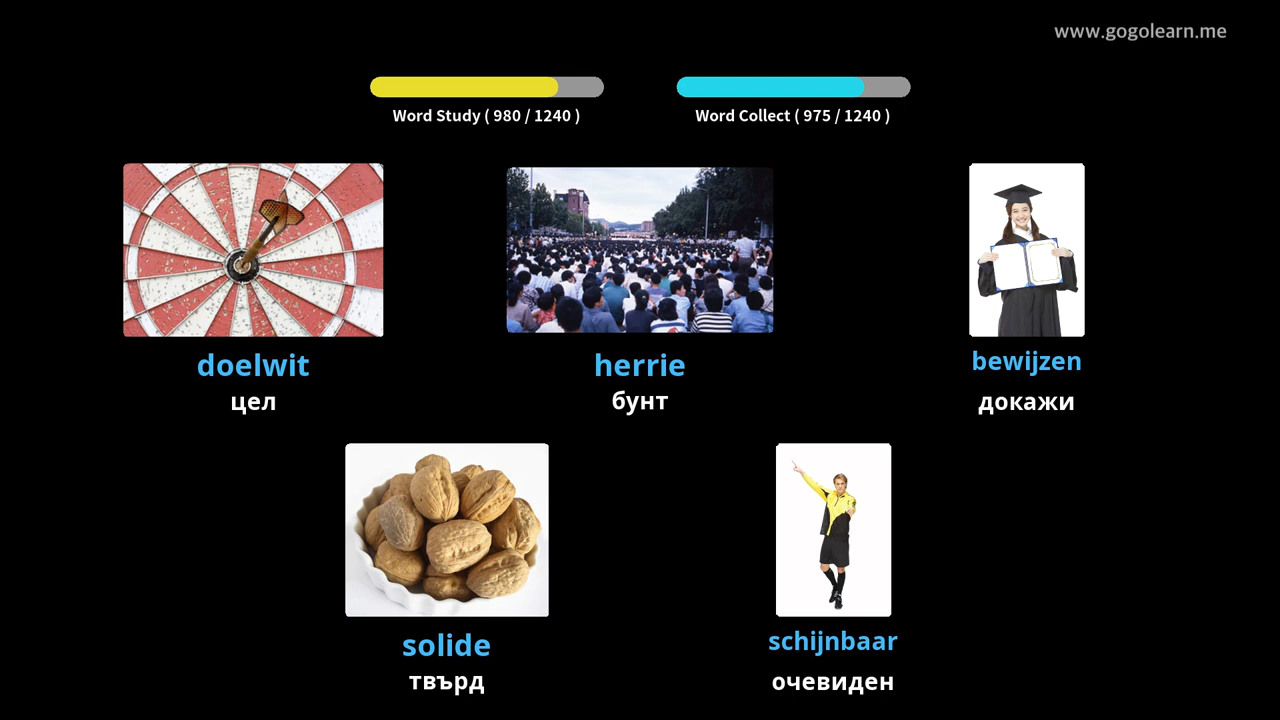 www.gogolearn.me
Word Study ( 980 / 1240 )
Word Collect ( 975 / 1240 )
doelwit
цел
herrie
бунт
bewijzen
докажи
solide
твърд
schijnbaar
очевиден